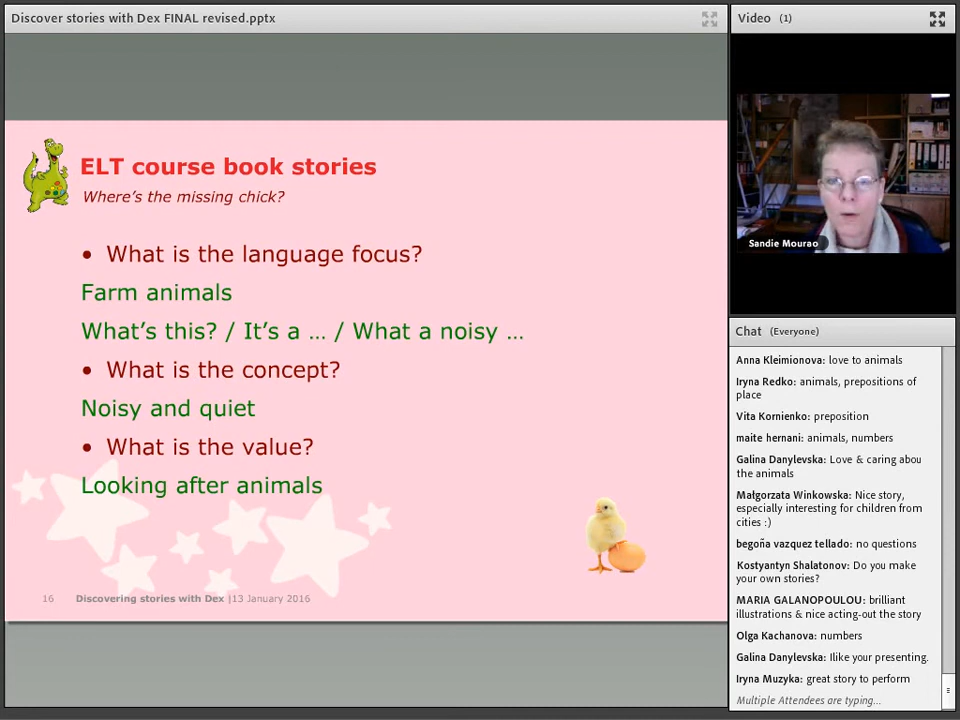 Discover stories with Dex FINAL revised.pptx
ELT course book stories
Where's the missing chick?
• What is the language focus?
Farm animals
What's this? / It's a ... / What a noisy ...
• What is the concept?
Noisy and quiet
• What is the value?
Looking after animals
16 Discovering stories with Dex |13 January 2016
Video (1)
Sandie Mourao
Chat (Everyone)
Anna Kleimionova: love to animals
Iryna Redko: animals, prepositions of
place
Vita Kornienko: preposition
maite hernani: animals, numbers
Galina Danylevska: Love & caring abou
the animals
Małgorzata Winkowska: Nice story,
especially interesting for children from
cities :)
begoña vazquez tellado: no questions
Kostyantyn Shalatonov: Do you make
your own stories?
MARIA GALANOPOULOU: brilliant
illustrations & nice acting-out the story
Olga Kachanova: numbers
Galina Danylevska: Ilike your presenting.
Iryna Muzyka: great story to perform
Multiple Attendees are typing...